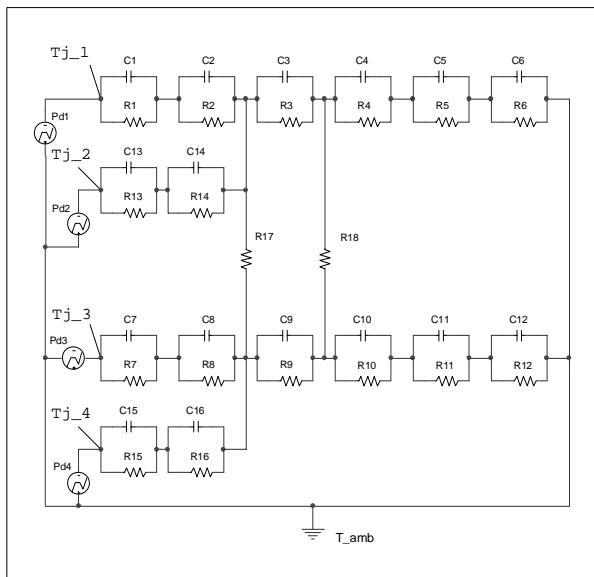 Tj_1
C1 C2 C3 C4 C5 C6
R1 R2 R3 R4 R5 R6
Pd1
Tj_2
C13 C14
R13 R14
Pd2
R17 R18
Tj_3
C7 C8 C9 C10 C11 C12
Pd3
R7 R8 R9 R10 R11 R12
Tj_4
C15 C16
R15 R16
Pd4
T_amb